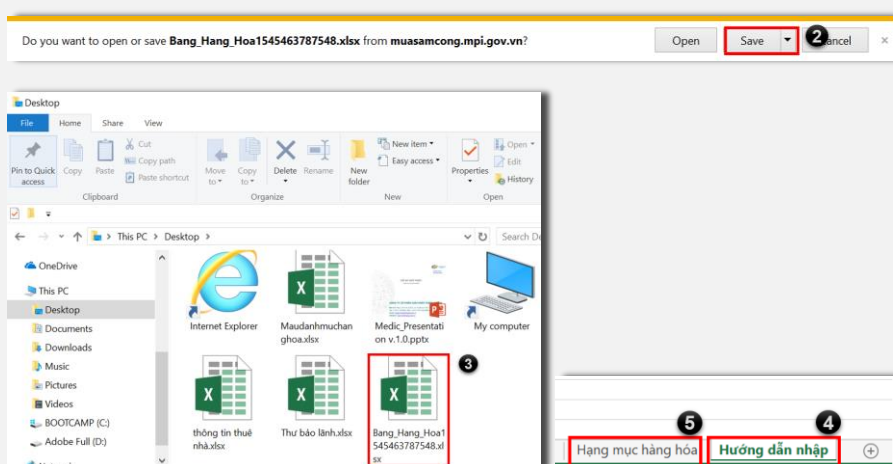 Do you want to open or save Bang_Hang_Hoa1545463787548.xlsx from muasamcong.mpi.gov.vn?
Open
Save
2
Cancel
×
Desktop
File Home Share View
Pin to Quick access
Copy
Paste
Cut
Copy path
Paste shortcut
Move to
Copy to
Delete
Rename
New folder
New item
Easy access
Properties
Open
Edit
History
Clipboard
Organize
New
Open
This PC > Desktop >
Search De
OneDrive
This PC
Desktop
Documents
Downloads
Music
Pictures
Videos
BOOTCAMP (C:)
Adobe Full (D:)
Internet Explorer
Maudanhmuchan
ghoa.xlsx
Medic_Presentati
on v.1.0.pptx
My computer
3
thông tin thuê
nhà.xlsx
Thư bảo lãnh.xlsx
Bang_Hang_Hoa1
545463787548.xl
sx
5
4
Hạng mục hàng hóa
Hướng dẫn nhập